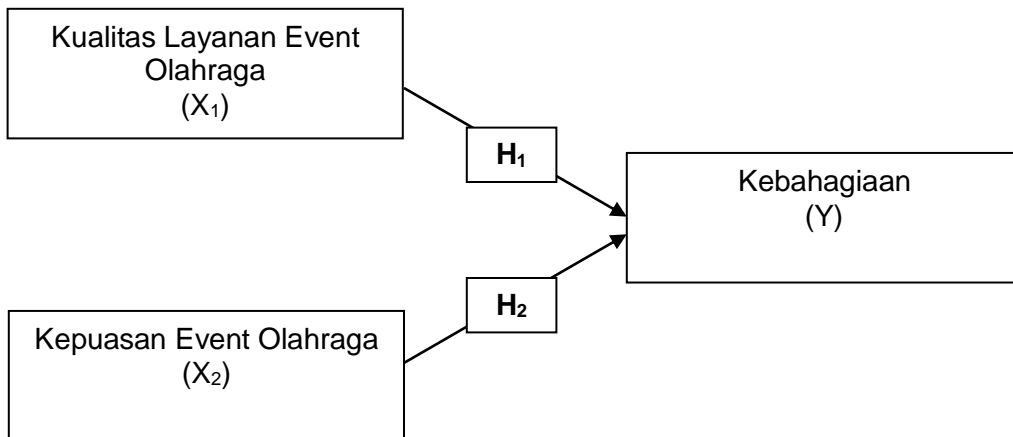 Kualitas Layanan Event
Olahraga
(X₁)
H₁
Kebahagiaan
(Y)
H₂
Kepuasan Event Olahraga
(X₂)